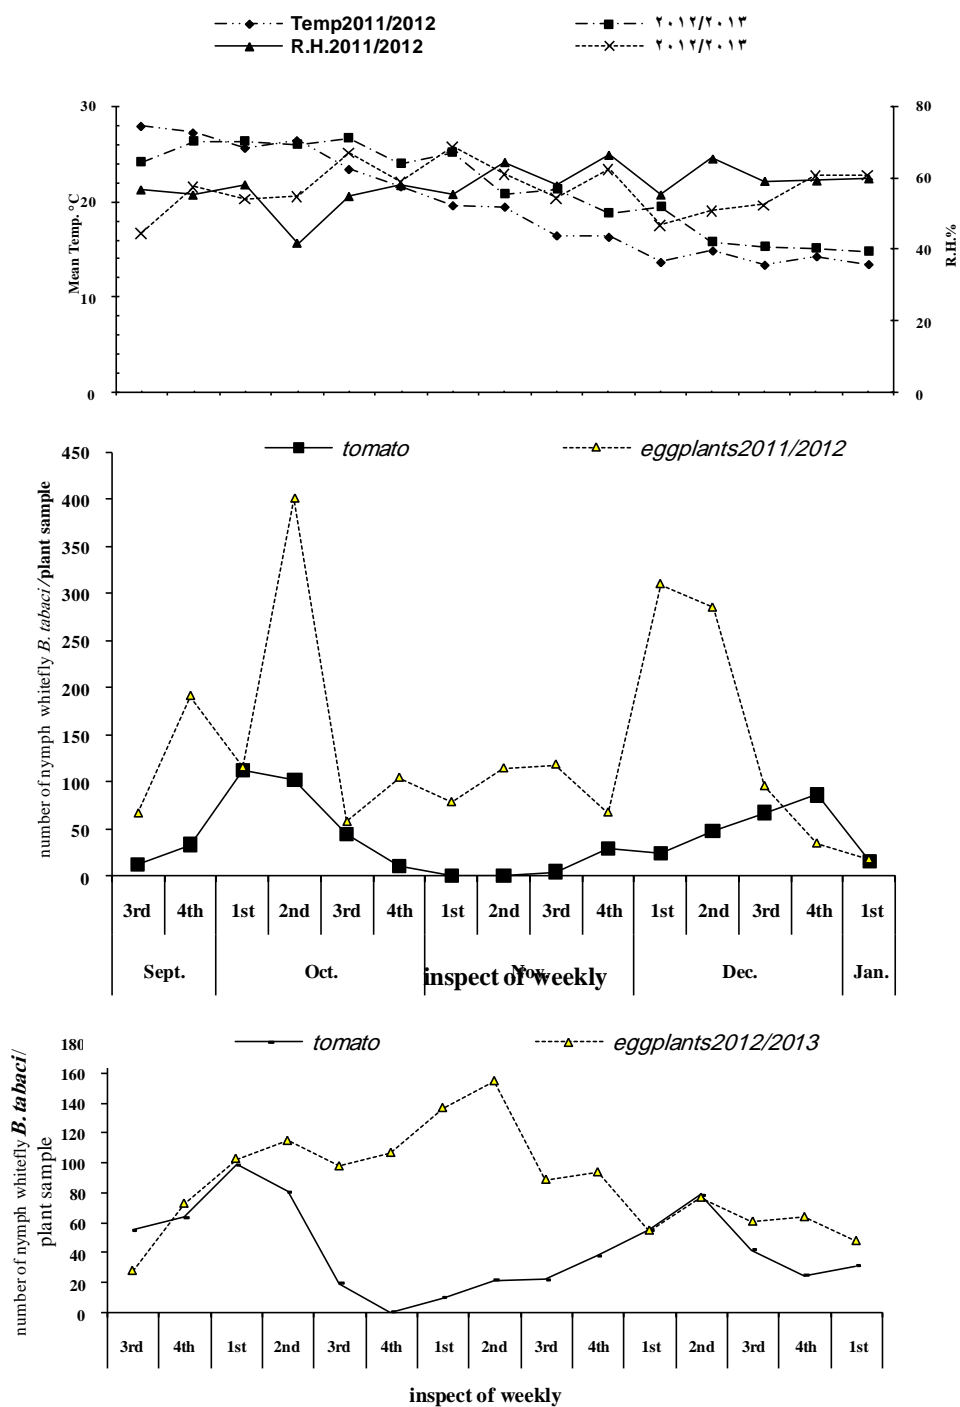 Temp2011/2012 ٢٠١٢/٢٠١٣
R.H.2011/2012 ٢٠١٢/٢٠١٣
30 80
60
20
40
10
20
0 0
Mean Temp. °C
R.H.%
tomato eggplants2011/2012
450
400
350
300
250
200
150
100
50
0
number of nymph whitefly B. tabaci/plant sample
3rd 4th 1st 2nd 3rd 4th 1st 2nd 3rd 4th 1st 2nd 3rd 4th 1st
Sept. Oct. Nov. Dec. Jan.
inspect of weekly
tomato eggplants2012/2013
180
160
140
120
100
80
60
40
20
0
number of nymph whitefly B.tabaci/
plant sample
3rd 4th 1st 2nd 3rd 4th 1st 2nd 3rd 4th 1st 2nd 3rd 4th 1st
inspect of weekly